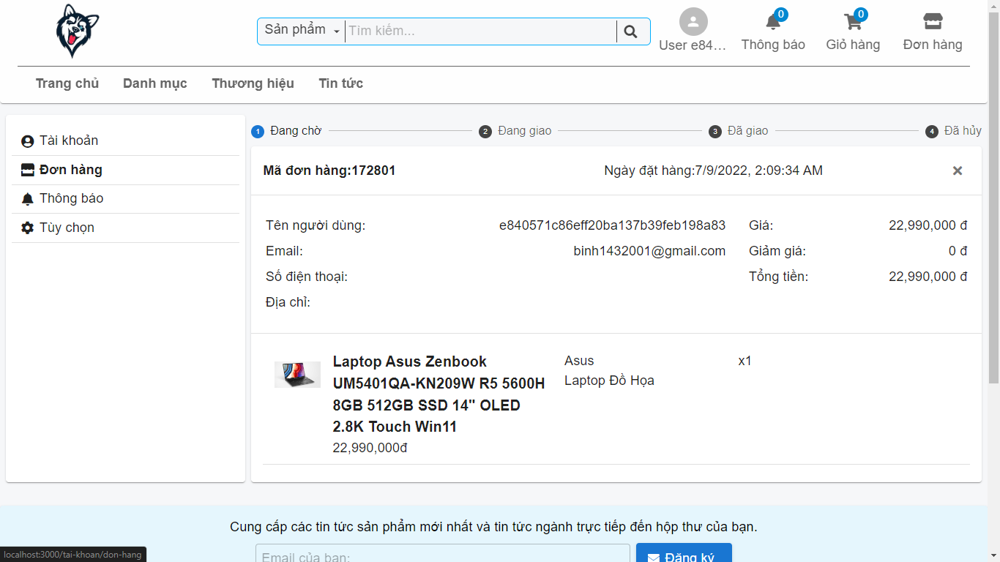 Sản phẩm
Tìm kiếm...
User e84...
0
Thông báo
0
Giỏ hàng
Đơn hàng
Trang chủ
Danh mục
Thương hiệu
Tin tức
Tài khoản
Đơn hàng
Thông báo
Tùy chọn
1 Đang chờ
2 Đang giao
3 Đã giao
4 Đã hủy
Mã đơn hàng:172801
Ngày đặt hàng:7/9/2022, 2:09:34 AM
Tên người dùng: e840571c86eff20ba137b39feb198a83
Email: binh1432001@gmail.com
Số điện thoại:
Địa chỉ:
Giá: 22,990,000 đ
Giảm giá: 0 đ
Tổng tiền: 22,990,000 đ
Laptop Asus Zenbook
UM5401QA-KN209W R5 5600H
8GB 512GB SSD 14" OLED
2.8K Touch Win11
22,990,000đ
Asus
Laptop Đồ Họa
x1
Cung cấp các tin tức sản phẩm mới nhất và tin tức ngành trực tiếp đến hộp thư của bạn.
Email của bạn:
Đăng ký
localhost:3000/tai-khoan/don-hang